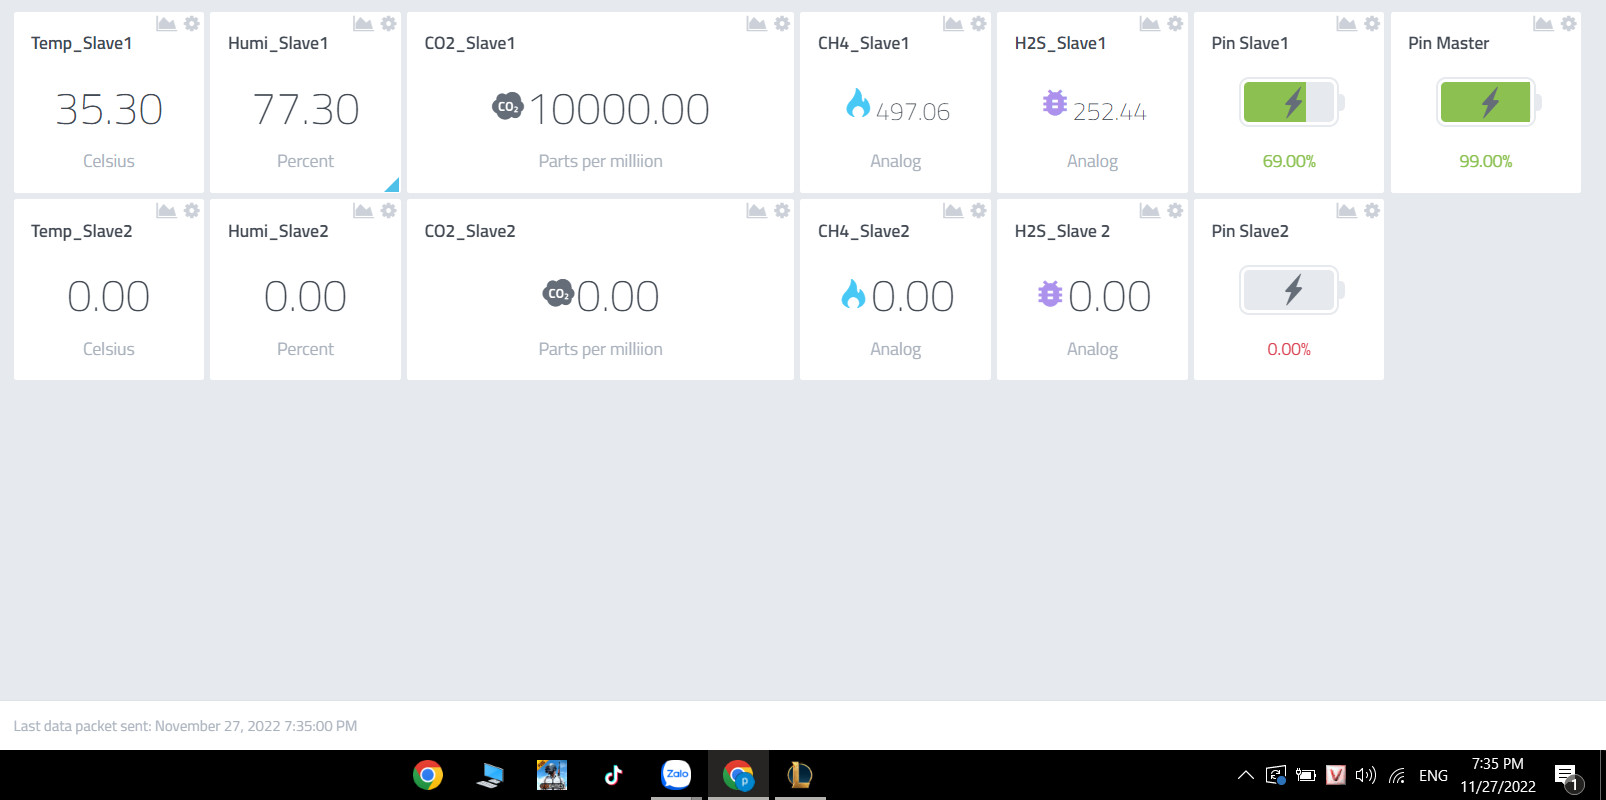 Temp_Slave1
35.30
Celsius
Humi_Slave1
77.30
Percent
CO2_Slave1
CO2 10000.00
Parts per milliion
CH4_Slave1
497.06
Analog
H2S_Slave1
252.44
Analog
Pin Slave1
69.00%
Pin Master
99.00%
Temp_Slave2
0.00
Celsius
Humi_Slave2
0.00
Percent
CO2_Slave2
CO2 0.00
Parts per milliion
CH4_Slave2
0.00
Analog
H2S_Slave 2
0.00
Analog
Pin Slave2
0.00%
Last data packet sent: November 27, 2022 7:35:00 PM
Zalo
p
V
ENG
7:35 PM
11/27/2022
1